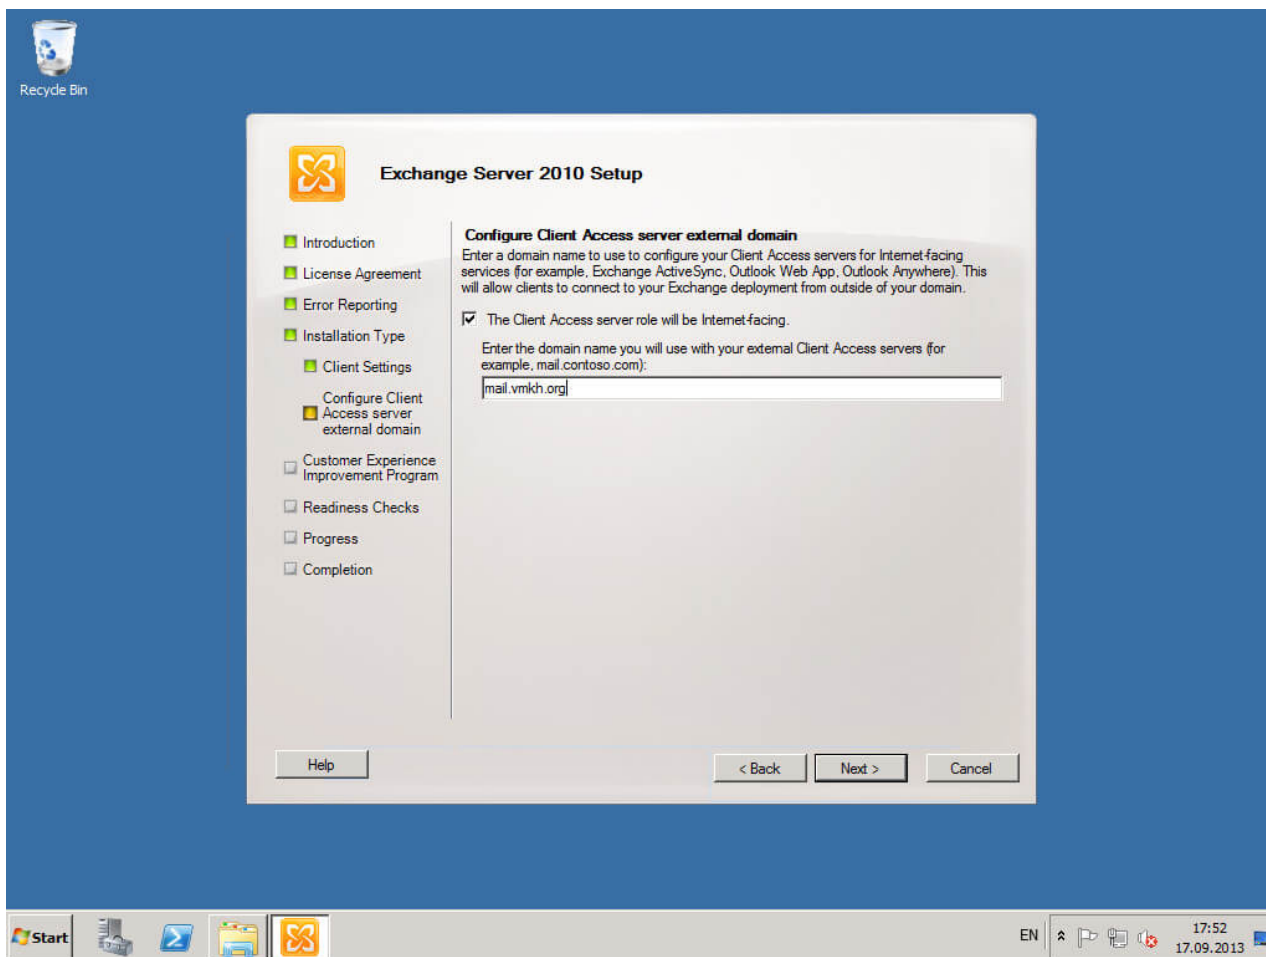 Recycle Bin
Exchange Server 2010 Setup
Introduction
License Agreement
Error Reporting
Installation Type
Client Settings
Configure Client
Access server
external domain
Customer Experience
Improvement Program
Readiness Checks
Progress
Completion
Configure Client Access server external domain
Enter a domain name to use to configure your Client Access servers for Internet-facing
services (for example, Exchange ActiveSync, Outlook Web App, Outlook Anywhere). This
will allow clients to connect to your Exchange deployment from outside of your domain.
The Client Access server role will be Internet-facing.
Enter the domain name you will use with your external Client Access servers (for
example, mail.contoso.com):
mail.vmkh.org
Help
< Back
Next >
Cancel
Start
EN
17:52
17.09.2013